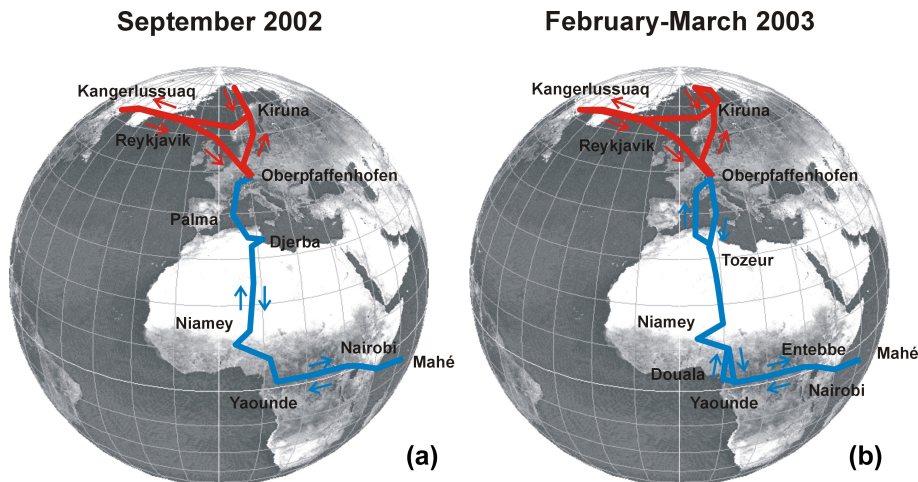 September 2002
Kangerlussuaq
Kiruna
Reykjavik
Oberpfaffenhofen
Palma
Djerba
Niamey
Nairobi
Mahé
Yaounde
(a)
February-March 2003
Kangerlussuaq
Kiruna
Reykjavik
Oberpfaffenhofen
Tozeur
Niamey
Entebbe
Mahé
Douala
Nairobi
Yaounde
(b)